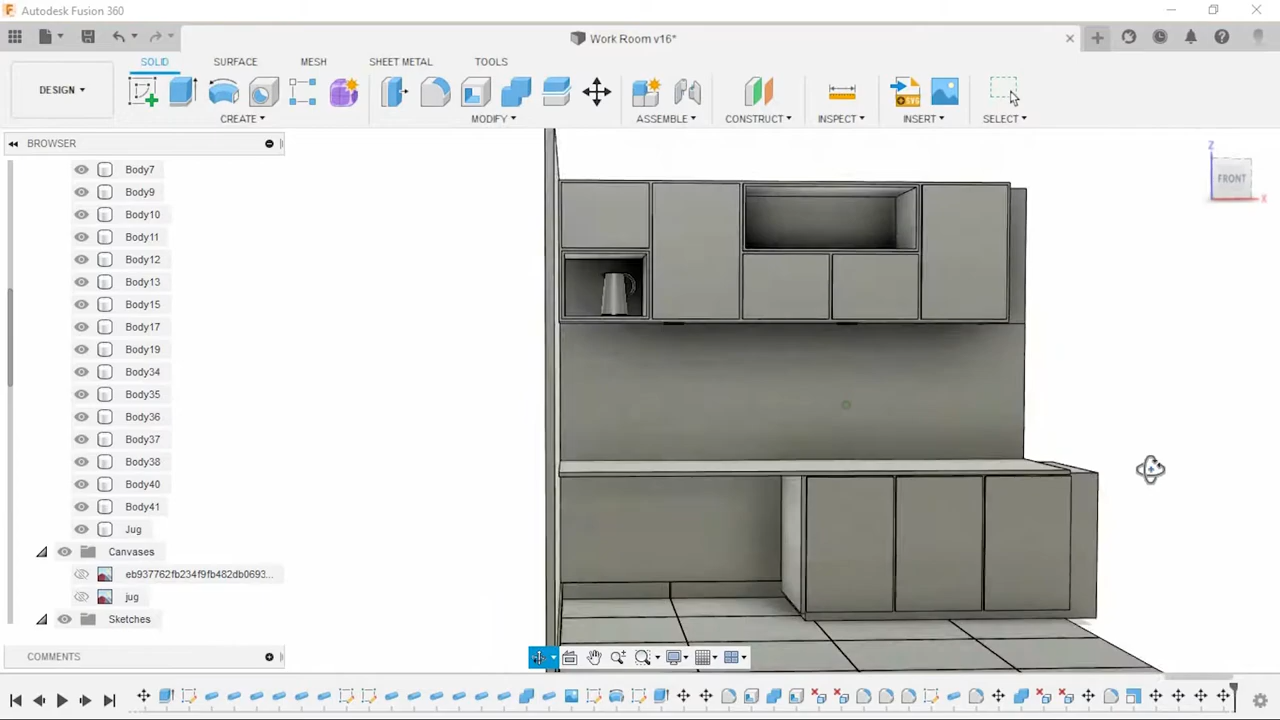 Autodesk Fusion 360
Work Room v16*
SOLID SURFACE MESH SHEET METAL TOOLS
DESIGN
CREATE MODIFY ASSEMBLE CONSTRUCT INSPECT INSERT SELECT
BROWSER
Body7
Body9
Body10
Body11
Body12
Body13
Body15
Body17
Body19
Body34
Body35
Body36
Body37
Body38
Body40
Body41
Jug
Canvases
eb937762fb234f9fb482db0693...
jug
Sketches
COMMENTS
Z
FRONT
X